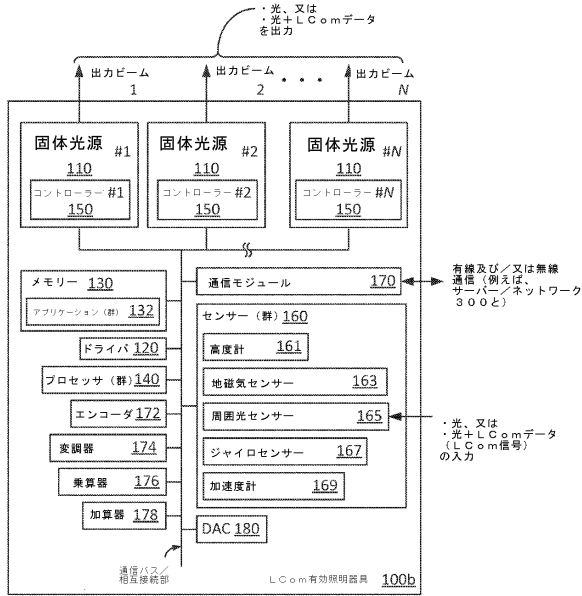 ・光、又は
・光＋ＬＣｏｍデータ
を出力
出力ビーム
1
出力ビーム
2
・・・
出力ビーム
N
固体光源 #1
110
コントローラー #1
150
固体光源 #2
110
コントローラー #2
150
固体光源 #N
110
コントローラー #N
150
メモリー 130
アプリケーション（群） 132
ドライバ 120
プロセッサ（群） 140
エンコーダ 172
変調器 174
乗算器 176
加算器 178
通信バス／
相互接続部
通信モジュール 170
有線及び／又は無線
通信（例えば、
サーバー／ネットワーク
３００と）
センサー（群） 160
高度計 161
地磁気センサー 163
周囲光センサー 165
ジャイロセンサー 167
加速度計 169
・光、又は
・光＋ＬＣｏｍデータ
（ＬＣｏｍ信号）
の入力
DAC 180
ＬＣｏｍ有効照明器具 100b